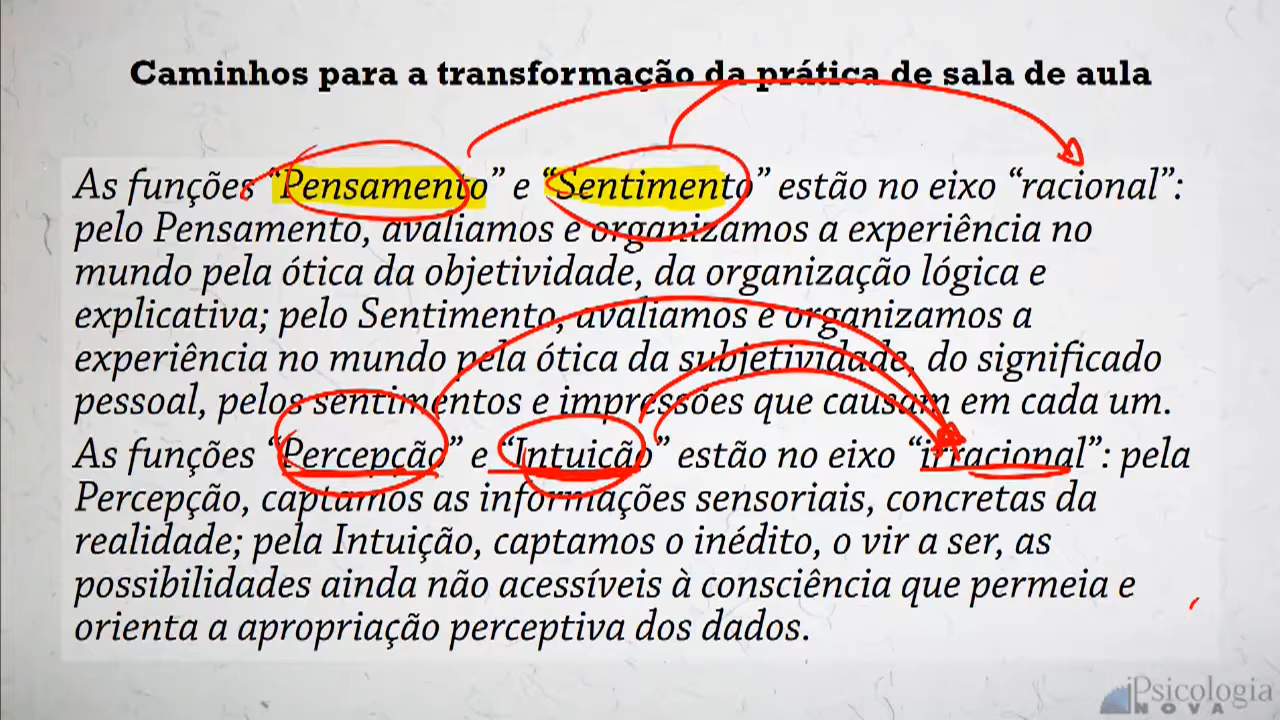 Caminhos para a transformação da prática de sala de aula
As funções “Pensamento” e “Sentimento” estão no eixo “racional”:
pelo Pensamento, avaliamos e organizamos a experiência no
mundo pela ótica da objetividade, da organização lógica e
explicativa; pelo Sentimento, avaliamos e organizamos a
experiência no mundo pela ótica da subjetividade, do significado
pessoal, pelos sentimentos e impressões que causam em cada um.
As funções “Percepção” e “Intuição” estão no eixo “irracional”: pela
Percepção, captamos as informações sensoriais, concretas da
realidade; pela Intuição, captamos o inédito, o vir a ser, as
possibilidades ainda não acessíveis à consciência que permeia e
orienta a apropriação perceptiva dos dados.
Psicologia
NOVA